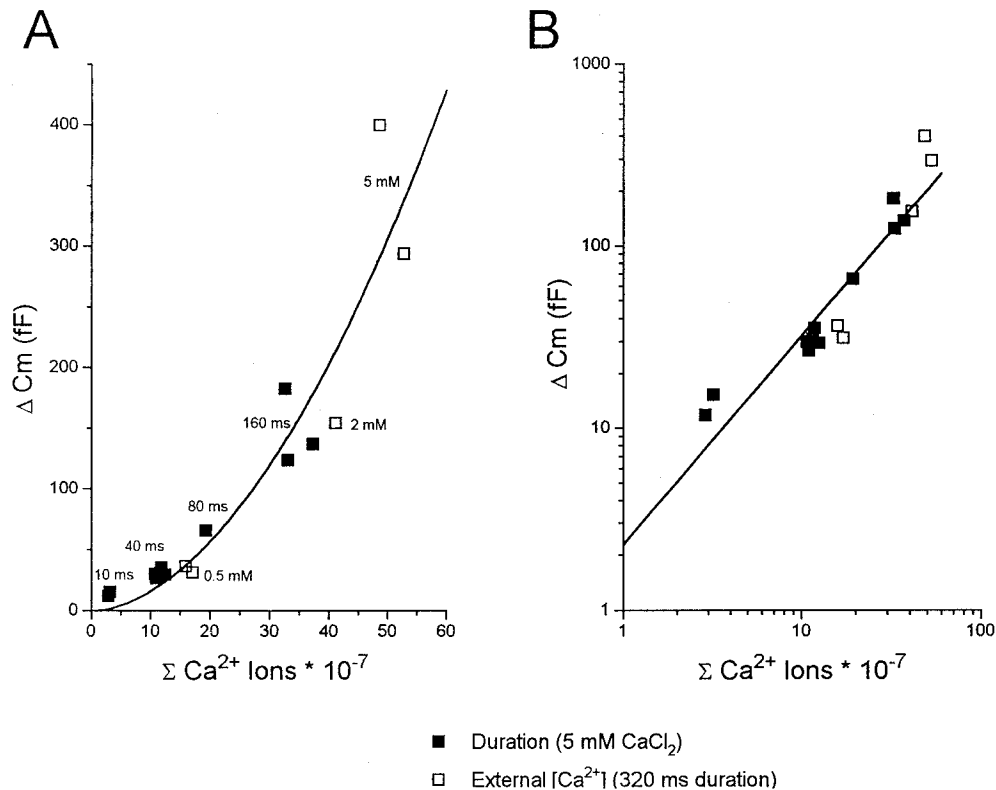 A
B
400
300
200
100
0
0 10 20 30 40 50 60
Δ Cm (fF)
Σ Ca²⁺ Ions * 10⁻⁷
5 mM
160 ms
2 mM
80 ms
40 ms
10 ms
0.5 mM
1000
100
10
1
1 10 100
Δ Cm (fF)
Σ Ca²⁺ Ions * 10⁻⁷
■ Duration (5 mM CaCl₂)
□ External [Ca²⁺] (320 ms duration)